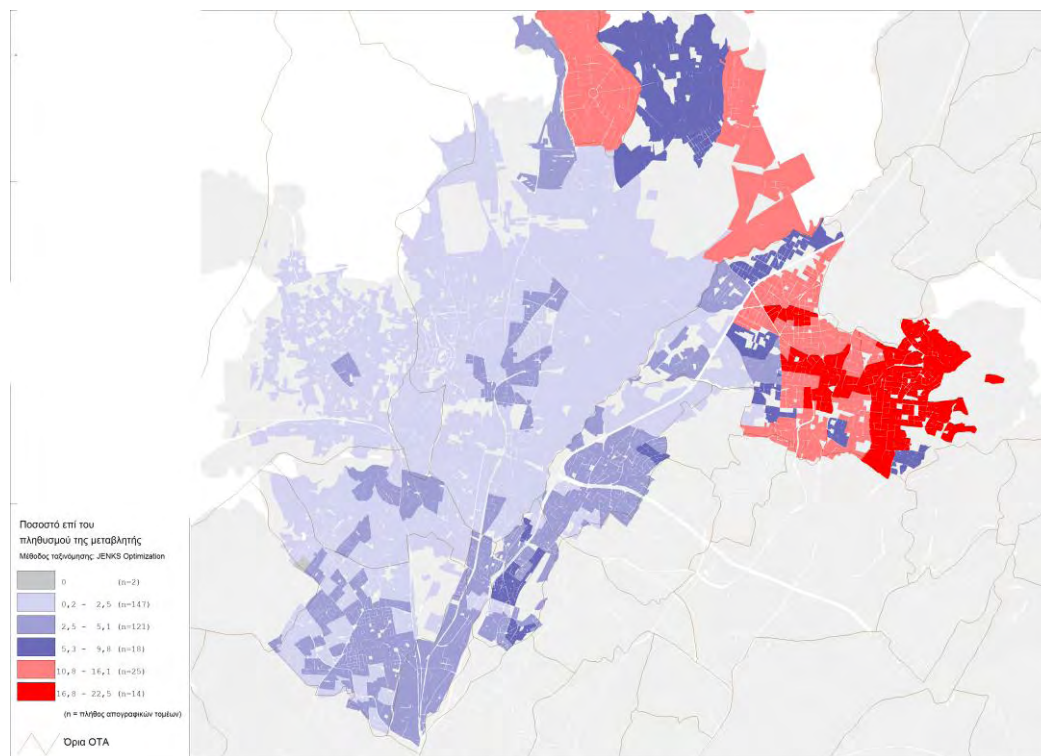 Ποσοστό επί του
πληθυσμού της μεταβλητής
Μέθοδος ταξινόμησης: JENKS Optimization
0 (n=2)
0,2 - 2,5 (n=147)
2,5 - 5,1 (n=121)
5,3 - 9,8 (n=18)
10,8 - 16,1 (n=25)
16,8 - 22,5 (n=14)
(n = πλήθος απογραφικών τομέων)
Όρια ΟΤΑ